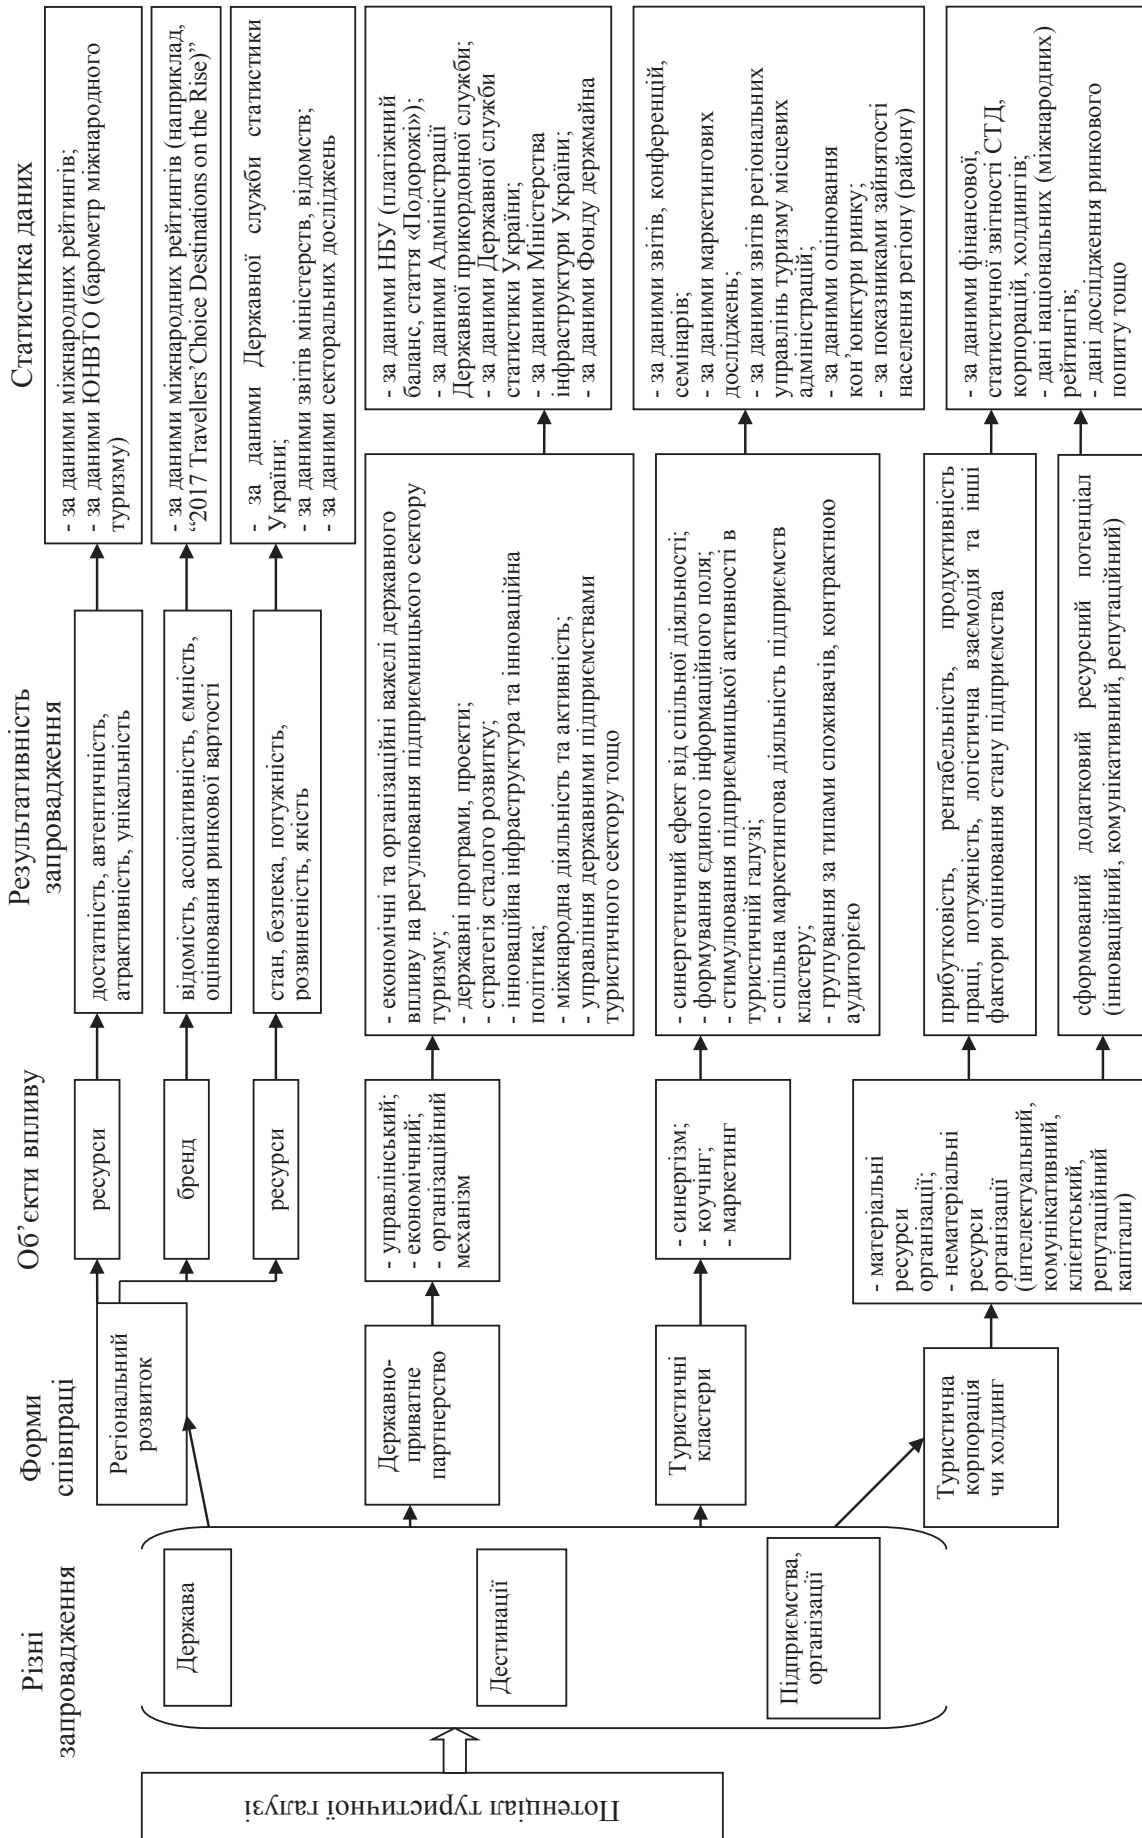 Різні
запровадження
Форми
співпраці
Об’єкти впливу
Результативність
запровадження
Статистика даних
Потенціал туристичної галузі
Держава
Дестинації
Підприємства,
організації
Регіональний
розвиток
ресурси
достатність, автентичність,
атрактивність, унікальність
- за даними міжнародних рейтингів;
- за даними ЮНВТО (барометр міжнародного
туризму)
бренд
відомість, асоціативність, ємність,
оцінювання ринкової вартості
- за даними міжнародних рейтингів (наприклад,
“2017 Travellers’ Choice Destinations on the Rise)”
ресурси
стан, безпека, потужність,
розвиненість, якість
- за даними Державної служби статистики
України;
- за даними звітів міністерств, відомств;
- за даними секторальних досліджень
Державно-
приватне
партнерство
- управлінський;
- економічний;
- організаційний
механізм
- економічні та організаційні важелі державного
впливу на регулювання підприємницького сектору
туризму;
- державні програми, проекти;
- стратегія сталого розвитку;
- інноваційна інфраструктура та інноваційна
політика;
- міжнародна діяльність та активність;
- управління державними підприємствами
туристичного сектору тощо
- за даними НБУ (платіжний
баланс, стаття «Подорожі»);
- за даними Адміністрації
Державної прикордонної служби;
- за даними Державної служби
статистики України;
- за даними Міністерства
інфраструктури України;
- за даними Фонду держмайна
Туристичні
кластери
- синергізм;
- коучінг;
- маркетинг
- синергетичний ефект від спільної діяльності;
- формування єдиного інформаційного поля;
- стимулювання підприємницької активності в
туристичній галузі;
- спільна маркетингова діяльність підприємств
кластеру;
- групування за типами споживачів, контрактною
аудиторією
- за даними звітів, конференцій,
семінарів;
- за даними маркетингових
досліджень;
- за даними звітів регіональних
управлінь туризму місцевих
адміністрацій;
- за даними оцінювання
кон’юнктури ринку;
- за показниками зайнятості
населення регіону (району)
Туристична
корпорація
чи холдинг
- матеріальні
ресурси
організації;
- нематеріальні
ресурси
організації
(інтелектуальний,
комунікативний,
клієнтський,
репутаційний
капітали)
прибутковість, рентабельність, продуктивність
праці, потужність, логістична взаємодія та інші
фактори оцінювання стану підприємства
сформований додатковий ресурсний потенціал
(інноваційний, комунікативний, репутаційний)
- за даними фінансової,
статистичної звітності СТД,
корпорацій, холдингів;
- дані національних (міжнародних)
рейтингів;
- дані дослідження ринкового
попиту тощо